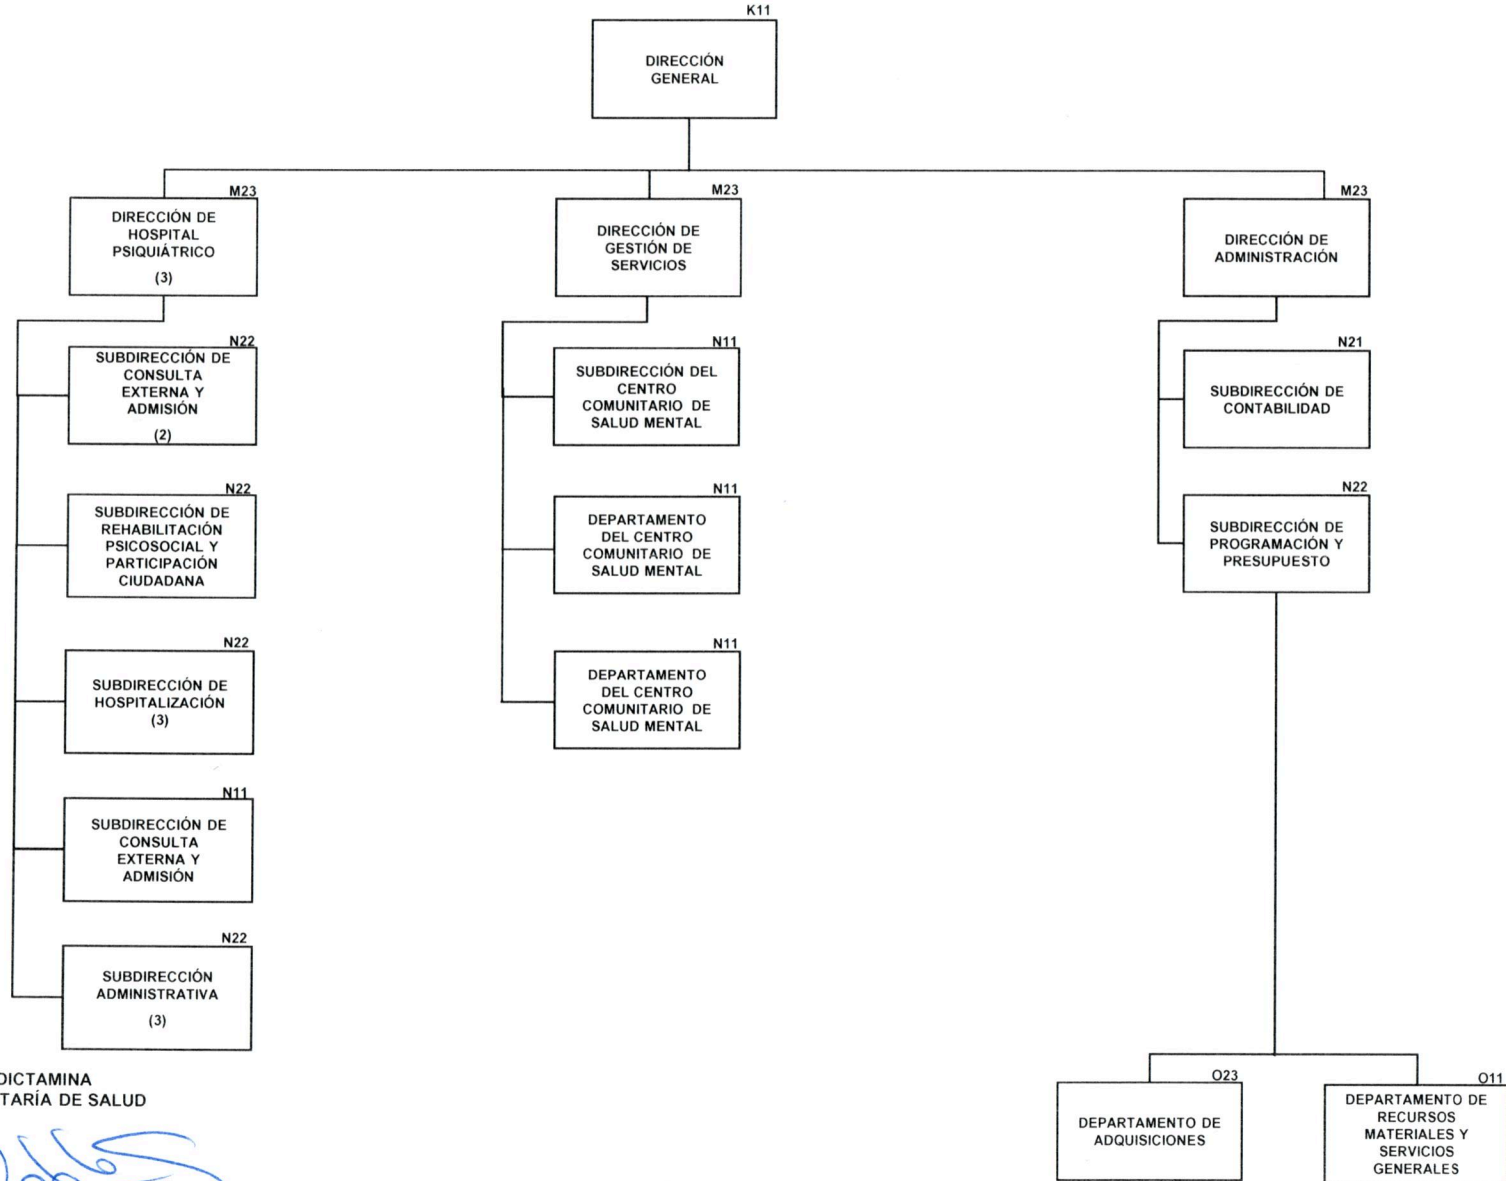 K11
DIRECCIÓN
GENERAL
M23
DIRECCIÓN DE
HOSPITAL
PSIQUIÁTRICO
(3)
M23
DIRECCIÓN DE
GESTIÓN DE
SERVICIOS
M23
DIRECCIÓN DE
ADMINISTRACIÓN
N22
SUBDIRECCIÓN DE
CONSULTA
EXTERNA Y
ADMISIÓN
(2)
N22
SUBDIRECCIÓN DE
REHABILITACIÓN
PSICOSOCIAL Y
PARTICIPACIÓN
CIUDADANA
N22
SUBDIRECCIÓN DE
HOSPITALIZACIÓN
(3)
N11
SUBDIRECCIÓN DE
CONSULTA
EXTERNA Y
ADMISIÓN
N22
SUBDIRECCIÓN
ADMINISTRATIVA
(3)
N11
SUBDIRECCIÓN DEL
CENTRO
COMUNITARIO DE
SALUD MENTAL
N11
DEPARTAMENTO
DEL CENTRO
COMUNITARIO DE
SALUD MENTAL
N11
DEPARTAMENTO
DEL CENTRO
COMUNITARIO DE
SALUD MENTAL
N21
SUBDIRECCIÓN DE
CONTABILIDAD
N22
SUBDIRECCIÓN DE
PROGRAMACIÓN Y
PRESUPUESTO
O23
DEPARTAMENTO DE
ADQUISICIONES
O11
DEPARTAMENTO DE
RECURSOS
MATERIALES Y
SERVICIOS
GENERALES
DICTAMINA
TARÍA DE SALUD